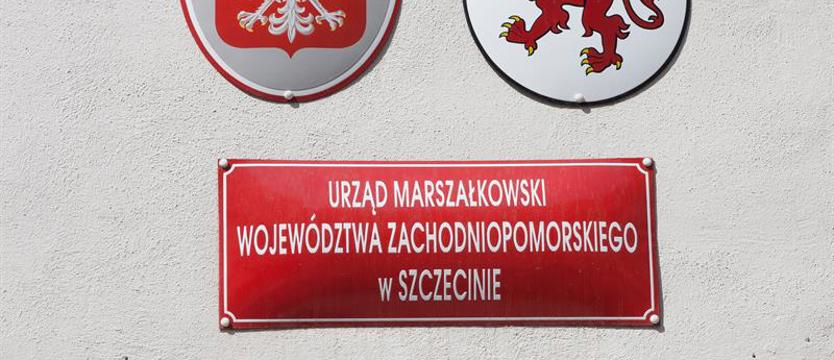 URZĄD MARSZAŁKOWSKI
WOJEWÓDZTWA ZACHODNIOPOMORSKIEGO
w SZCZECINIE